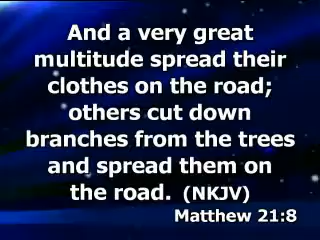 And a very great
multitude spread their
clothes on the road;
others cut down
branches from the trees
and spread them on
the road. (NKJV)
Matthew 21:8